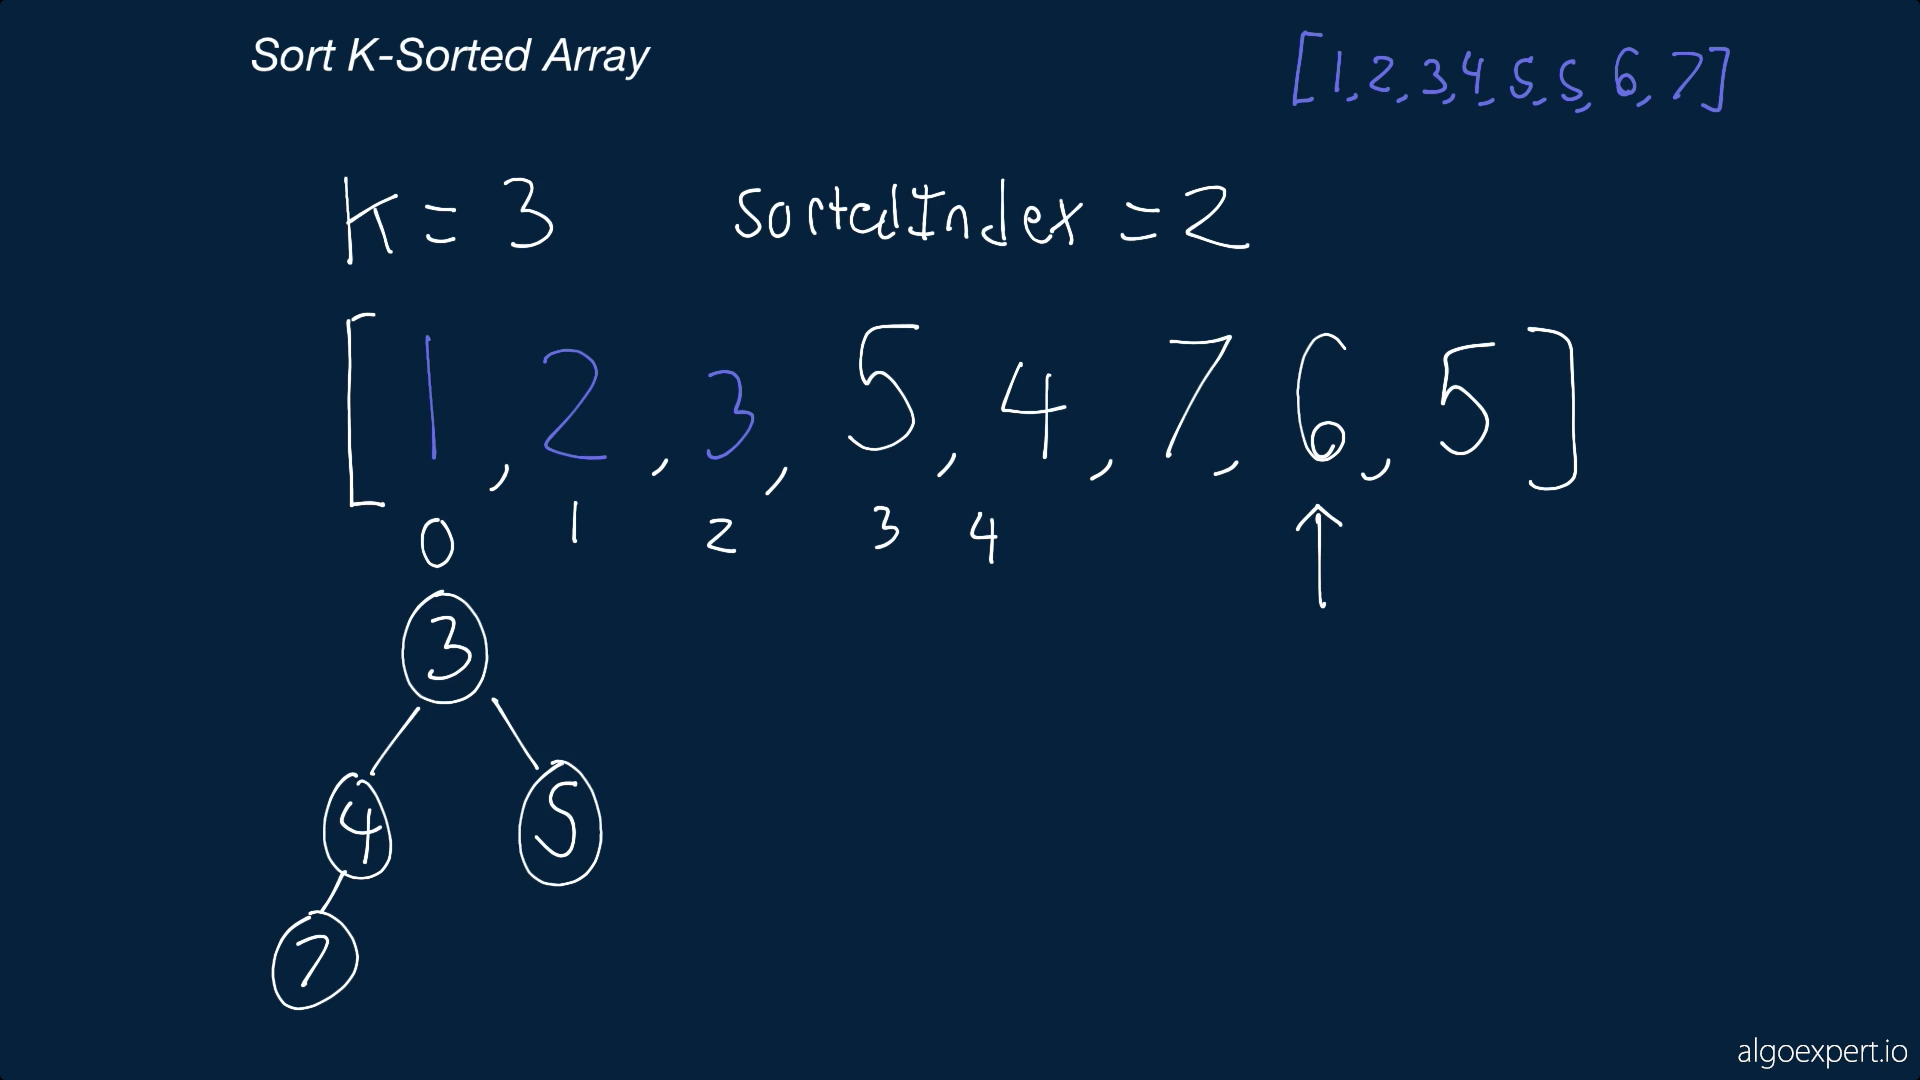 Sort K-Sorted Array
[1, 2, 3, 4, 5, 5, 6, 7]
K = 3 sortedIndex = 2
[1, 2, 3, 5, 4, 7, 6, 5]
0 1 2 3 4
3
4 5
7
algoexpert.io